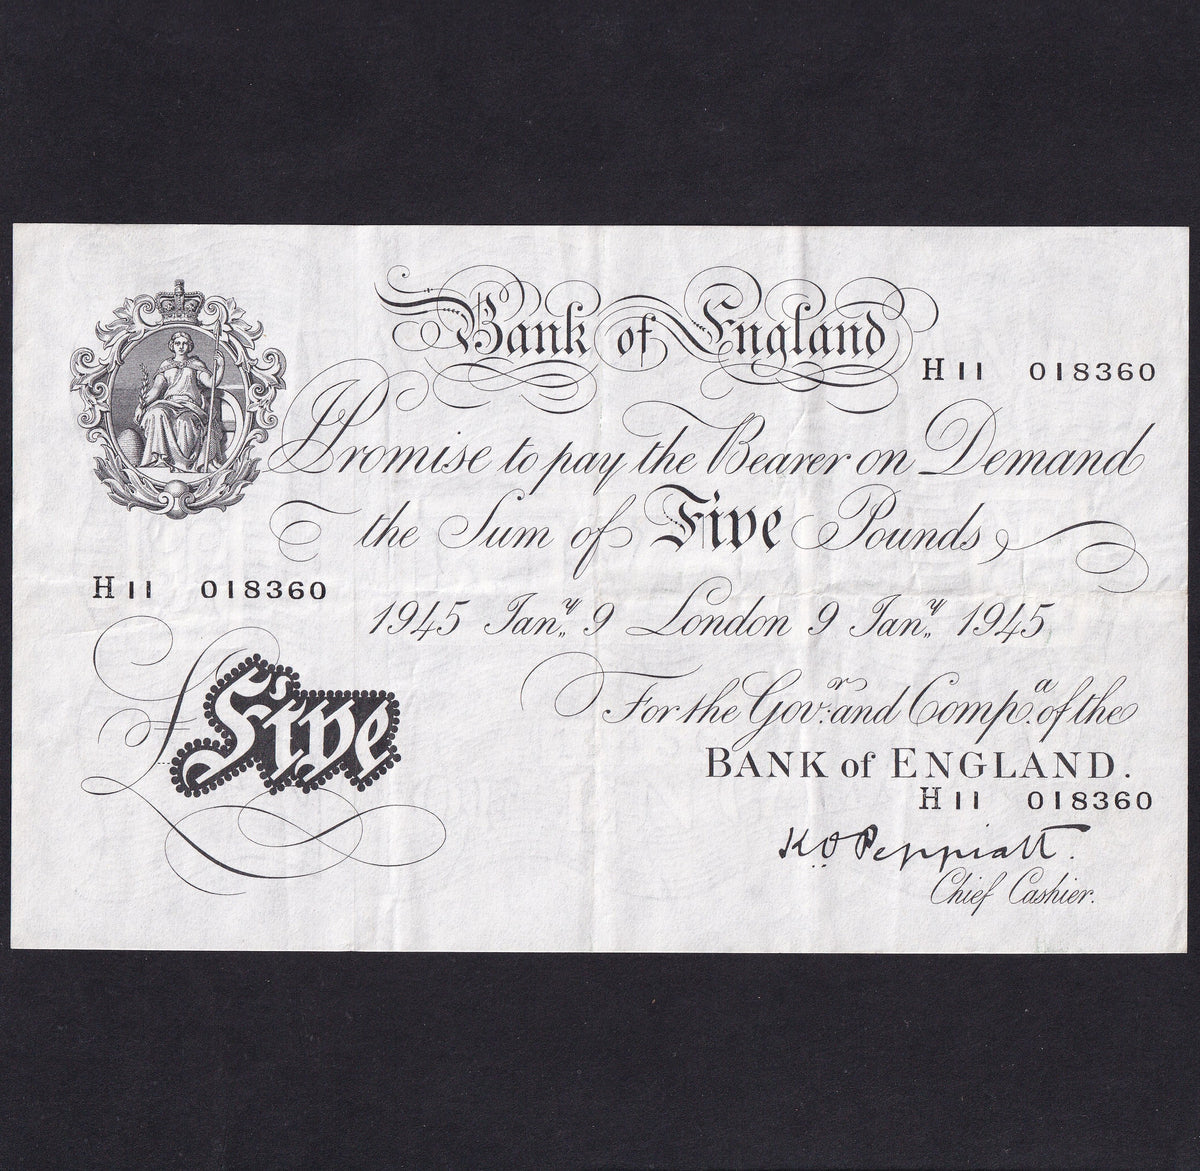 Bank of England
H11 018360
I Promise to pay the Bearer on Demand
the Sum of Five Pounds
H11 018360
1945 Jany. 9 London 9 Jany. 1945
£Five
For the Govr. and Compa. of the
BANK of ENGLAND.
H11 018360
K.O. Peppiatt.
Chief Cashier.